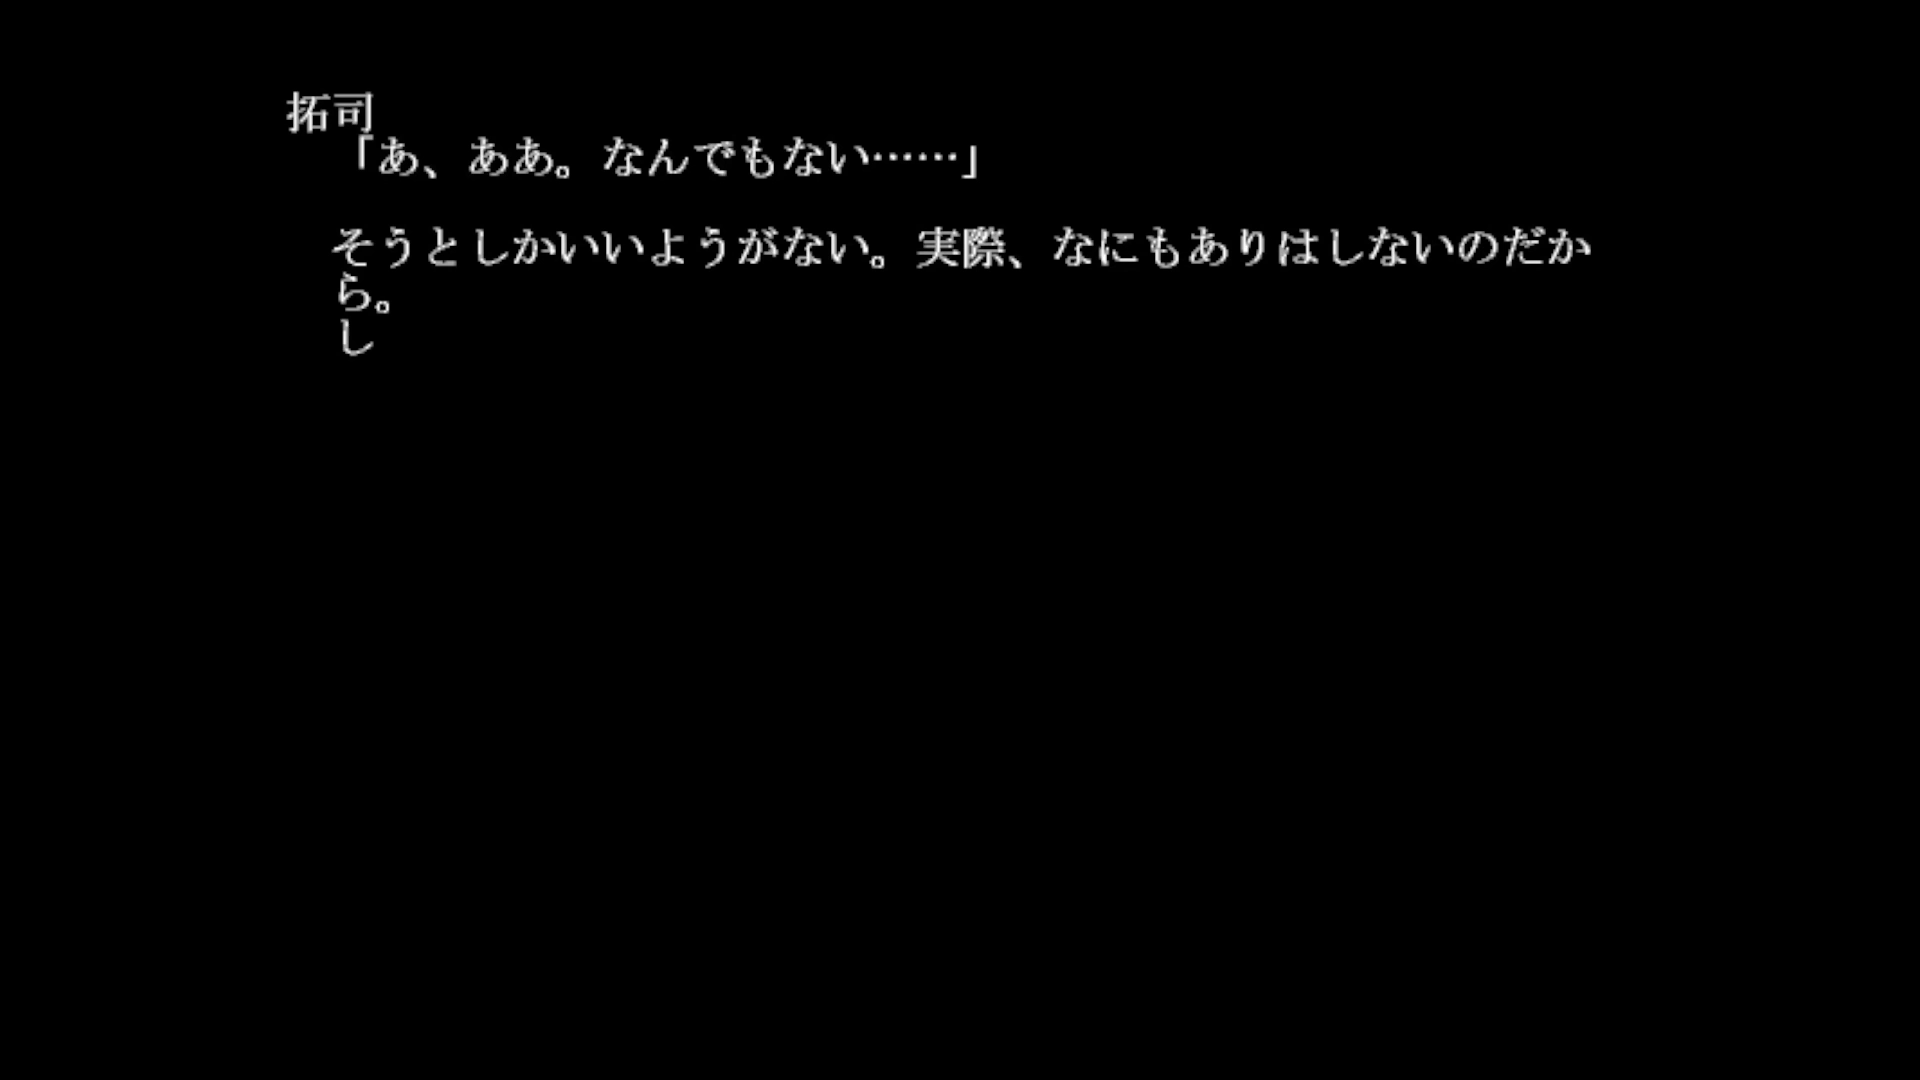 拓司
「あ、ああ。なんでもない……」
そうとしかいいようがない。実際、なにもありはしないのだか
ら。
し